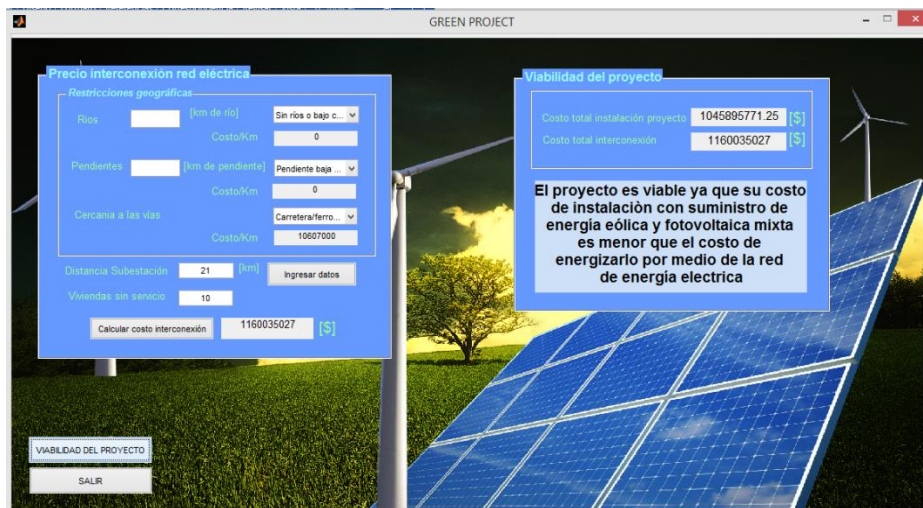 GREEN PROJECT
Precio interconexión red eléctrica
Restricciones geográficas
Rios [km de río] Sin ríos o bajo c...
Costo/Km 0
Pendientes [km de pendiente] Pendiente baja ...
Costo/Km 0
Cercania a las vías Carretera/ferro...
Costo/Km 10607000
Distancia Subestación 21 [km] Ingresar datos
Viviendas sin servicio 10
Calcular costo interconexión 1160035027 [$]
VIABILIDAD DEL PROYECTO
SALIR
Viabilidad del proyecto
Costo total instalación proyecto 1045895771.25 [$]
Costo total interconexión 1160035027 [$]
El proyecto es viable ya que su costo
de instalaciòn con suministro de
energía eólica y fotovoltaica mixta
es menor que el costo de
energizarlo por medio de la red
de energía electrica